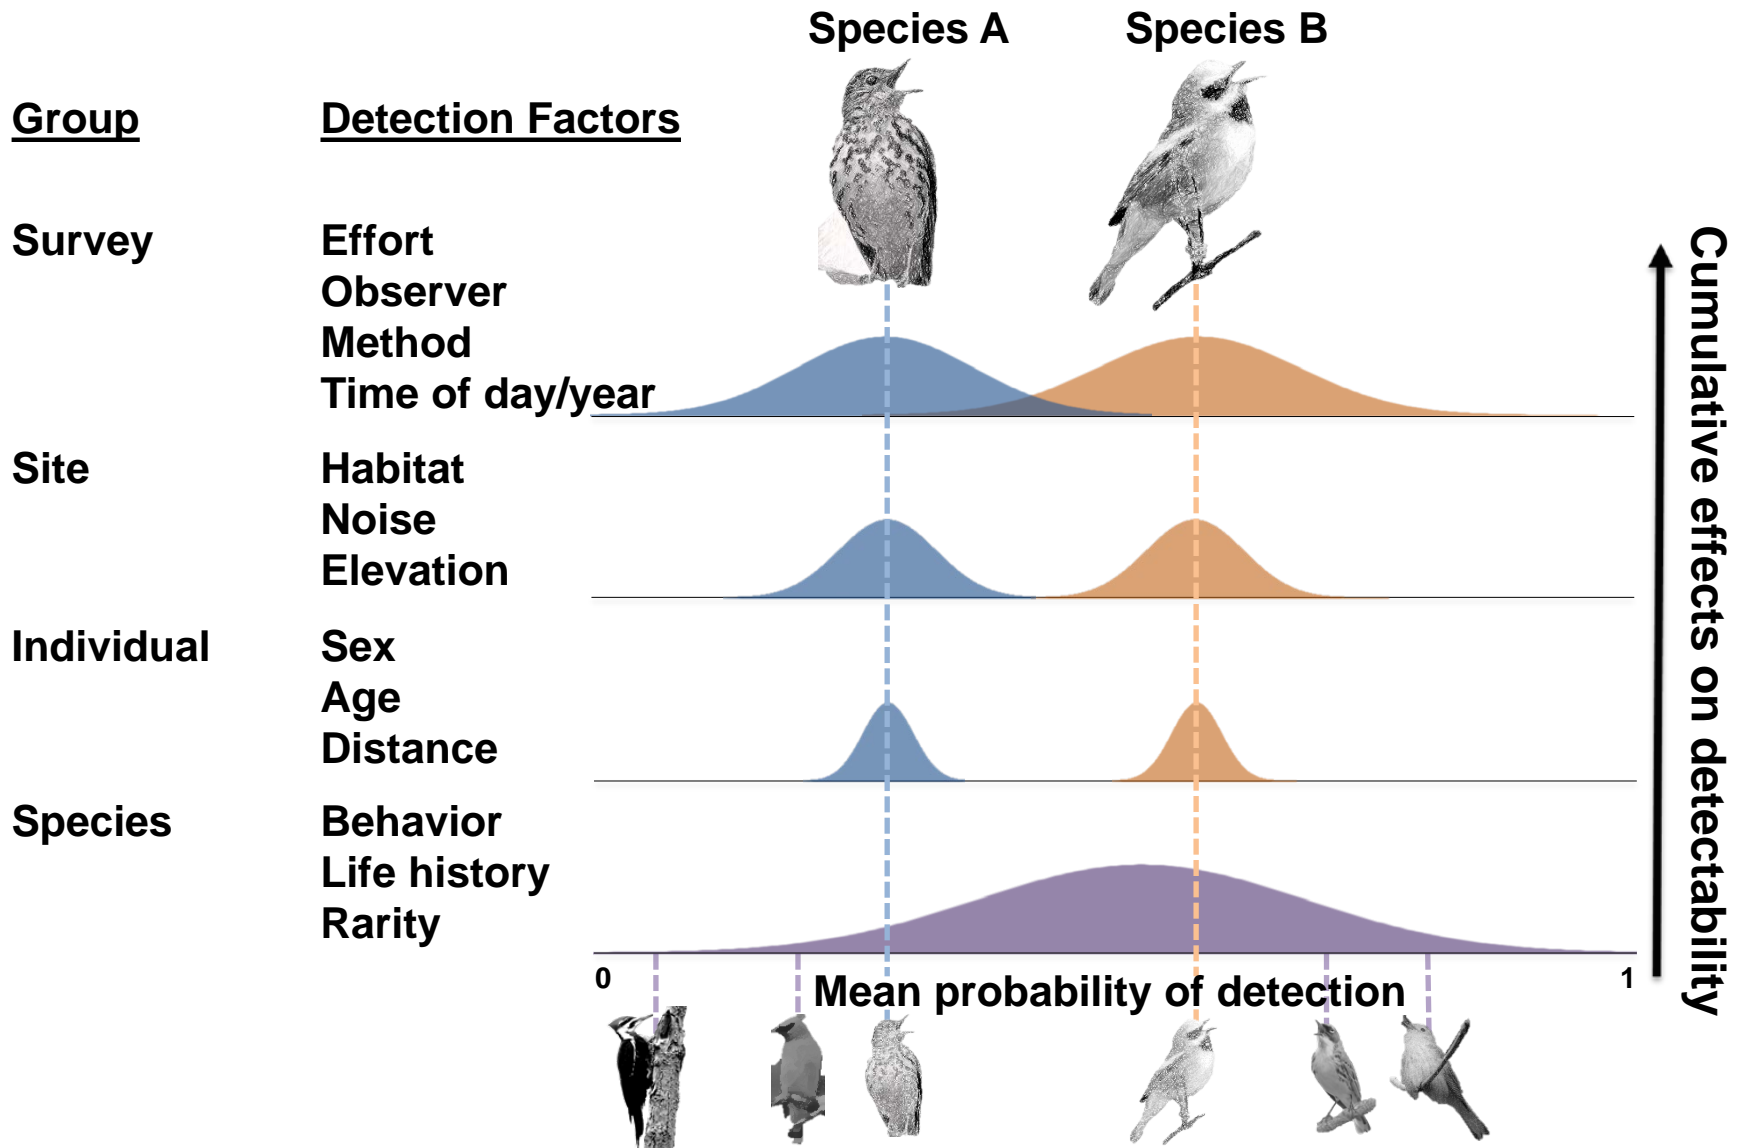 Species A
Species B
Group
Detection Factors
Survey
Effort
Observer
Method
Time of day/year
Site
Habitat
Noise
Elevation
Individual
Sex
Age
Distance
Species
Behavior
Life history
Rarity
0
Mean probability of detection
1
Cumulative effects on detectability